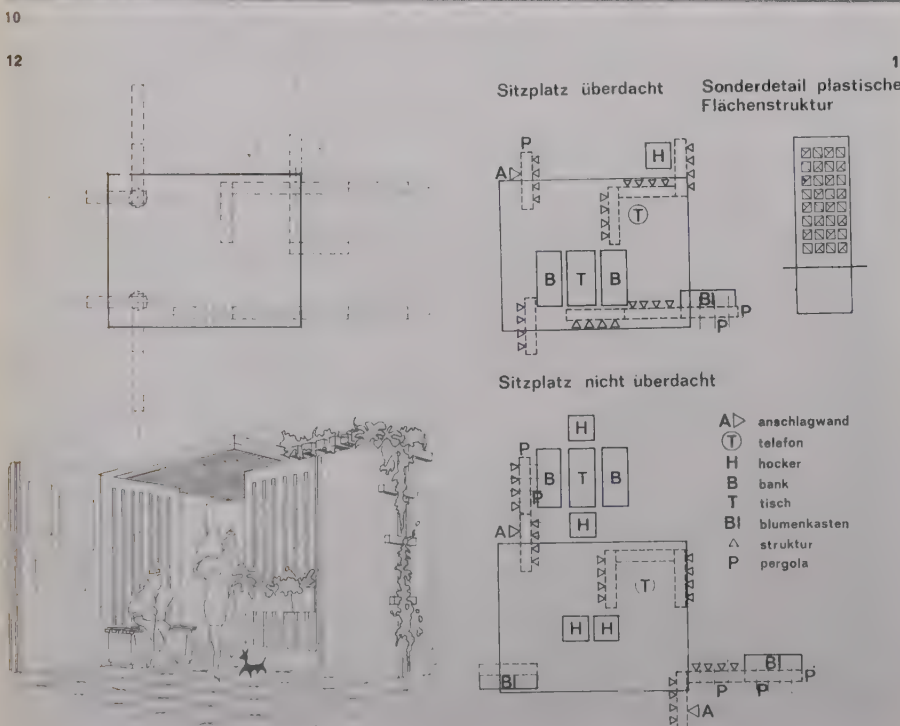 10
12
1
Sitzplatz überdacht
Sonderdetail plastische
Flächenstruktur
P
H
A
T
B T B
Bl
P
P
Sitzplatz nicht überdacht
H
P
B T B
P
H
A
(T)
H H
Bl
Bl
P
P P
A
A anschlagwand
T telefon
H hocker
B bank
T tisch
Bl blumenkasten
struktur
P pergola